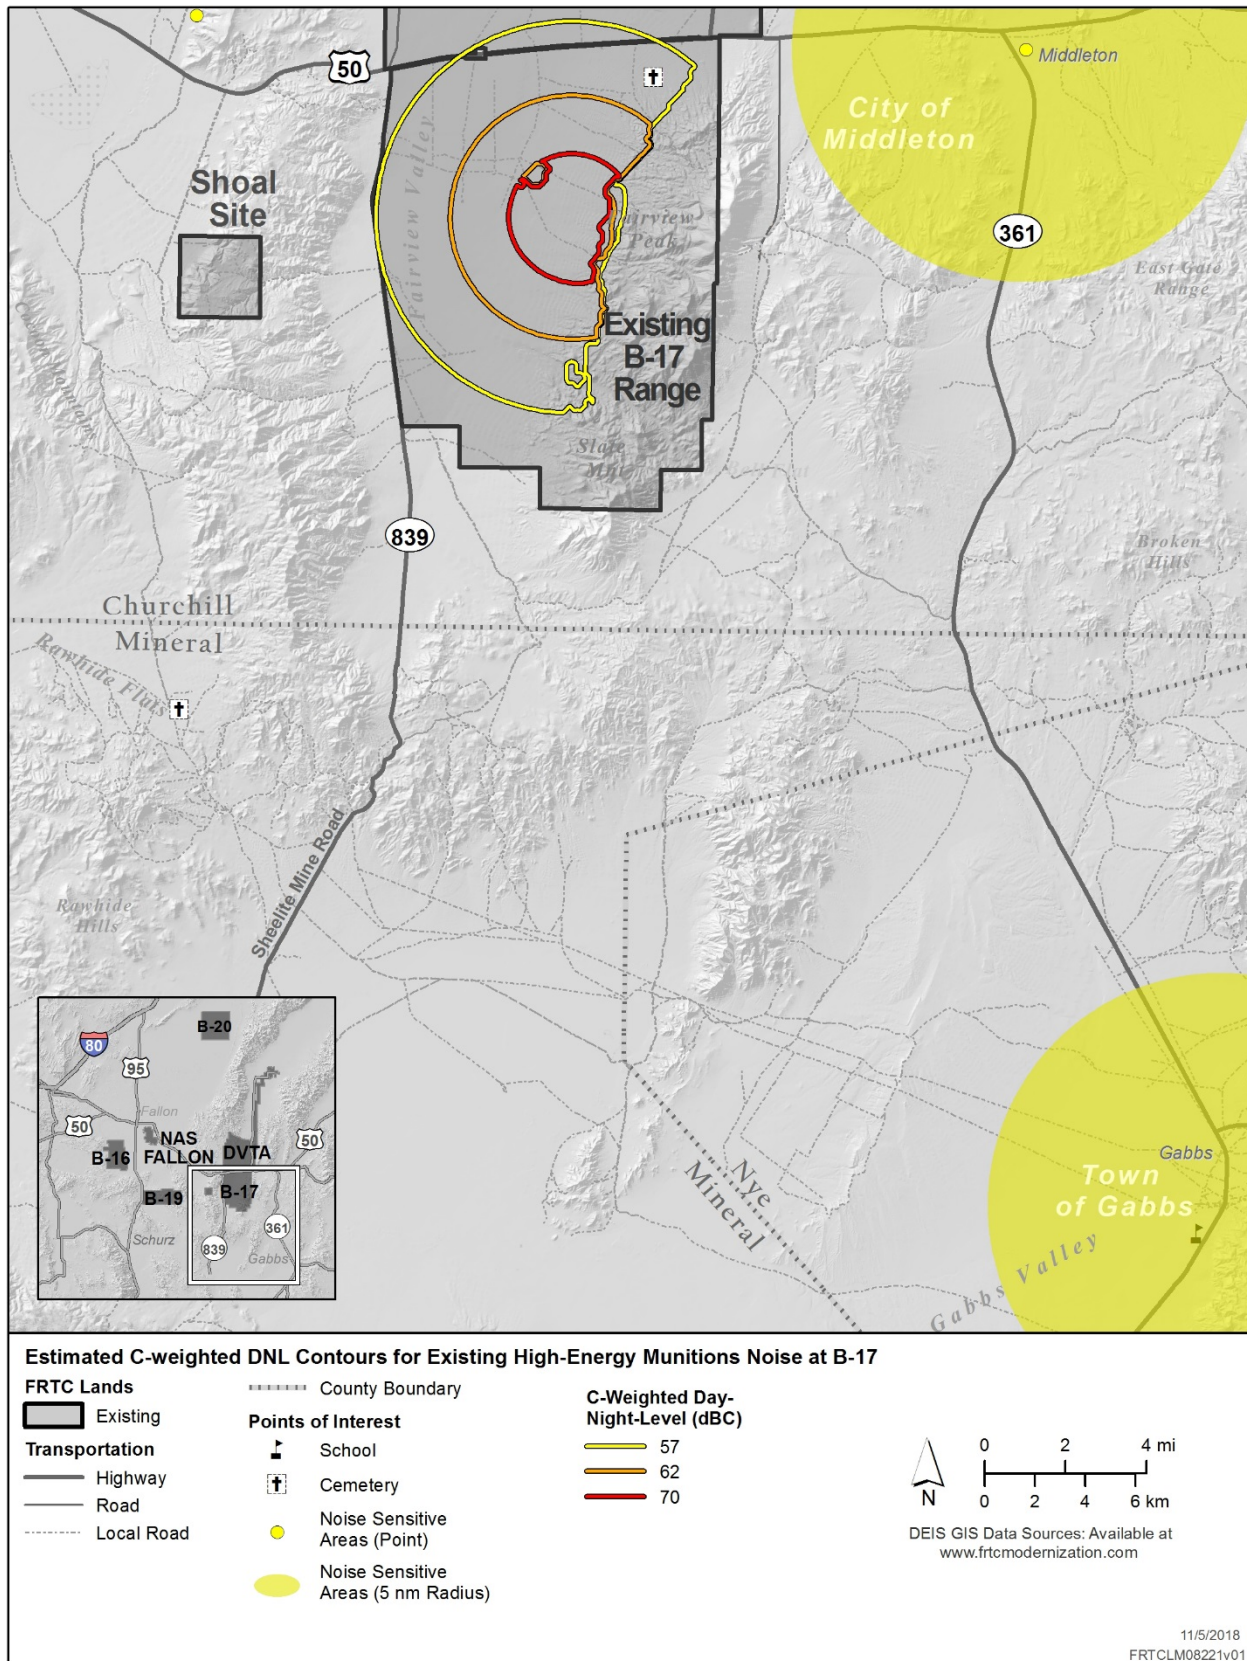 50
Middleton
City of
Middleton
Shoal
Site
Fairview Valley
Fairview
Peak
361
East Gate
Range
Existing
B-17
Range
Slate
Mnt
839
Broken
Hills
Churchill
Mineral
Rawhide Flats
Sheelite Mine Road
Rawhide
Hills
B-20
80
95
Fallon
50
NAS
FALLON
DVTA
50
B-16
B-17
B-19
361
Schurz
839
Gabbs
Nye
Mineral
Gabbs
Town
of Gabbs
Gabbs Valley
Estimated C-weighted DNL Contours for Existing High-Energy Munitions Noise at B-17
FRTC Lands
Existing
Transportation
Highway
Road
Local Road
County Boundary
Points of Interest
School
Cemetery
Noise Sensitive
Areas (Point)
Noise Sensitive
Areas (5 nm Radius)
C-Weighted Day-
Night-Level (dBC)
57
62
70
N
0 2 4 mi
0 2 4 6 km
DEIS GIS Data Sources: Available at
www.frtcmodernization.com
11/5/2018
FRTCLM08221v01